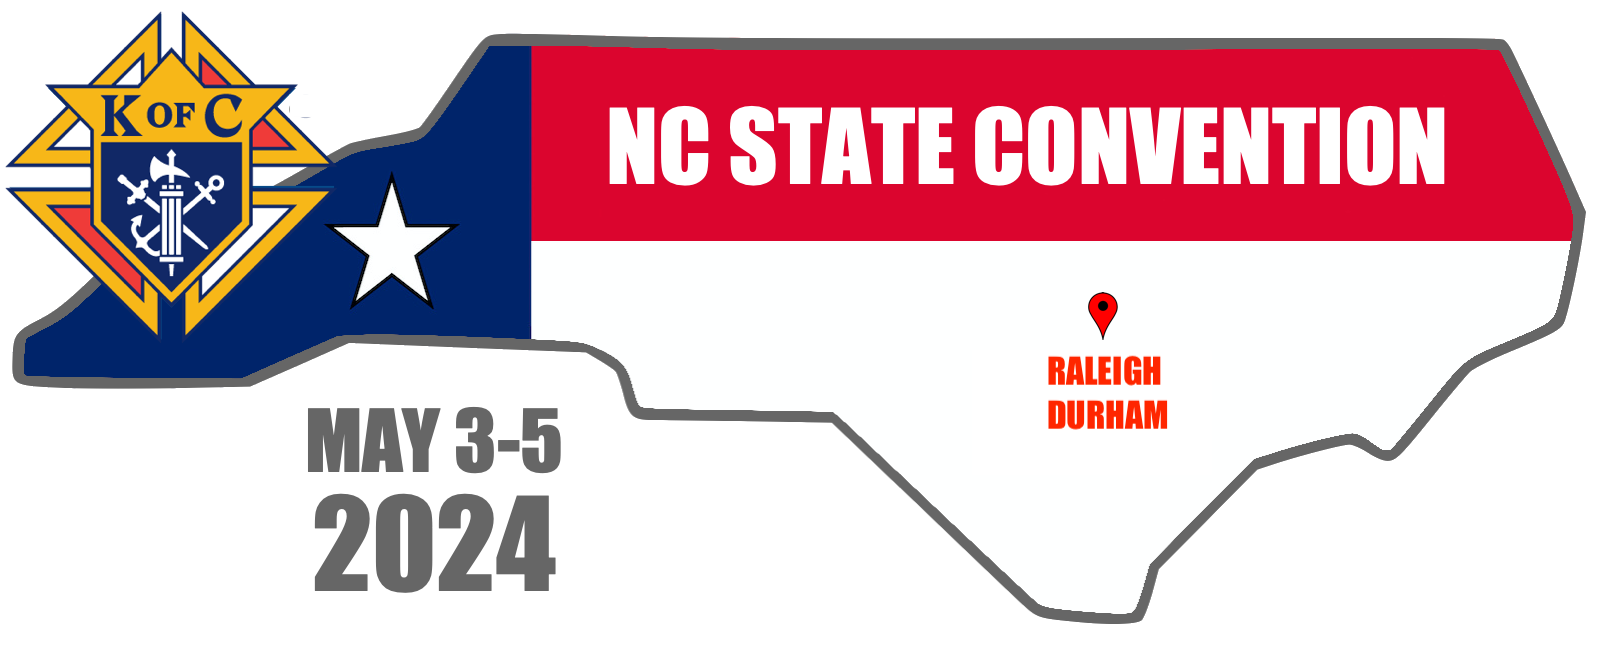 K OF C
NC STATE CONVENTION
RALEIGH
DURHAM
MAY 3-5
2024